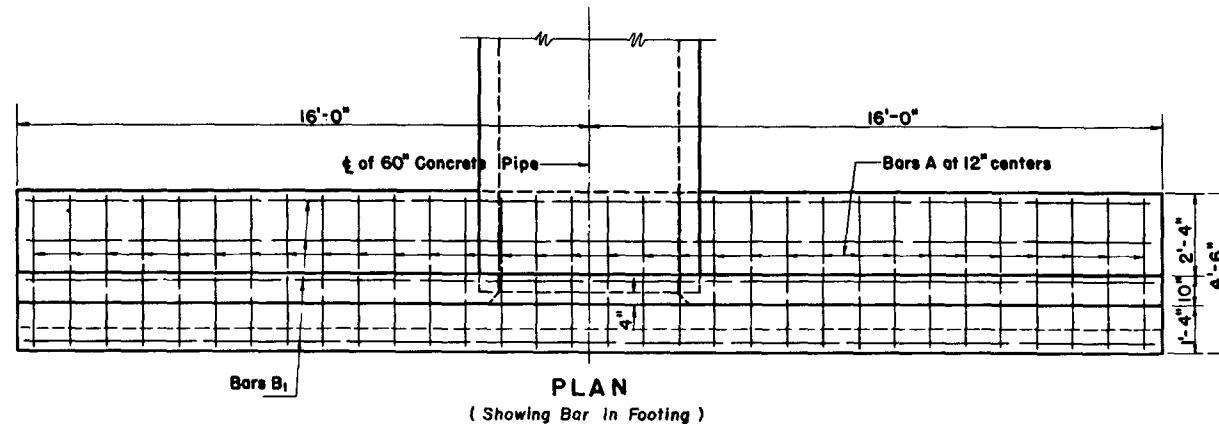 16'-0"
16'-0"
℄ of 60" Concrete Pipe
Bars A at 12" centers
2'-4"
10"
1'-4"
4'-6"
4"
Bars B₁
PLAN
( Showing Bar In Footing )